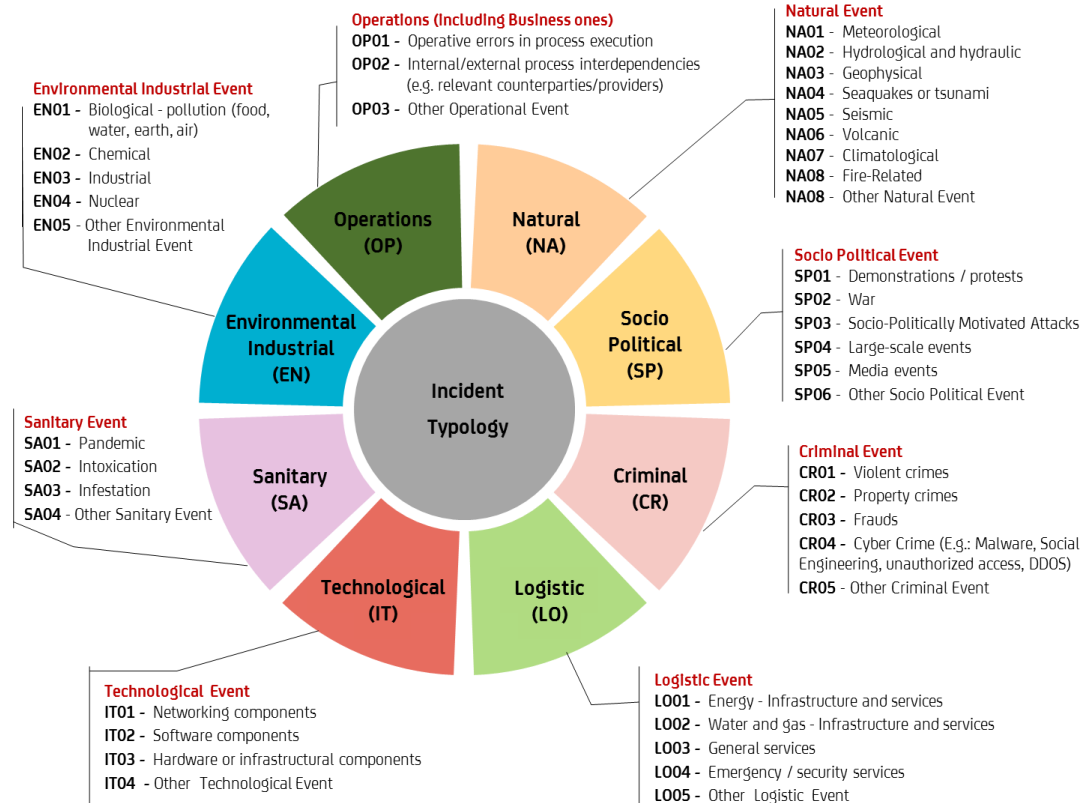 Operations (Including Business ones)
OP01 - Operative errors in process execution
OP02 - Internal/external process interdependencies
(e.g. relevant counterparties/providers)
OP03 - Other Operational Event
Natural Event
NA01 - Meteorological
NA02 - Hydrological and hydraulic
NA03 - Geophysical
NA04 - Seaquakes or tsunami
NA05 - Seismic
NA06 - Volcanic
NA07 - Climatological
NA08 - Fire-Related
NA08 - Other Natural Event
Environmental Industrial Event
EN01 - Biological - pollution (food,
water, earth, air)
EN02 - Chemical
EN03 - Industrial
EN04 - Nuclear
EN05 - Other Environmental
Industrial Event
Operations
(OP)
Natural
(NA)
Environmental
Industrial
(EN)
Socio
Political
(SP)
Socio Political Event
SP01 - Demonstrations / protests
SP02 - War
SP03 - Socio-Politically Motivated Attacks
SP04 - Large-scale events
SP05 - Media events
SP06 - Other Socio Political Event
Incident
Typology
Sanitary Event
SA01 - Pandemic
SA02 - Intoxication
SA03 - Infestation
SA04 - Other Sanitary Event
Sanitary
(SA)
Criminal
(CR)
Criminal Event
CR01 - Violent crimes
CR02 - Property crimes
CR03 - Frauds
CR04 - Cyber Crime (E.g.: Malware, Social
Engineering, unauthorized access, DDOS)
CR05 - Other Criminal Event
Technological
(IT)
Logistic
(LO)
Technological Event
IT01 - Networking components
IT02 - Software components
IT03 - Hardware or infrastructural components
IT04 - Other Technological Event
Logistic Event
LO01 - Energy - Infrastructure and services
LO02 - Water and gas - Infrastructure and services
LO03 - General services
LO04 - Emergency / security services
LO05 - Other Logistic Event